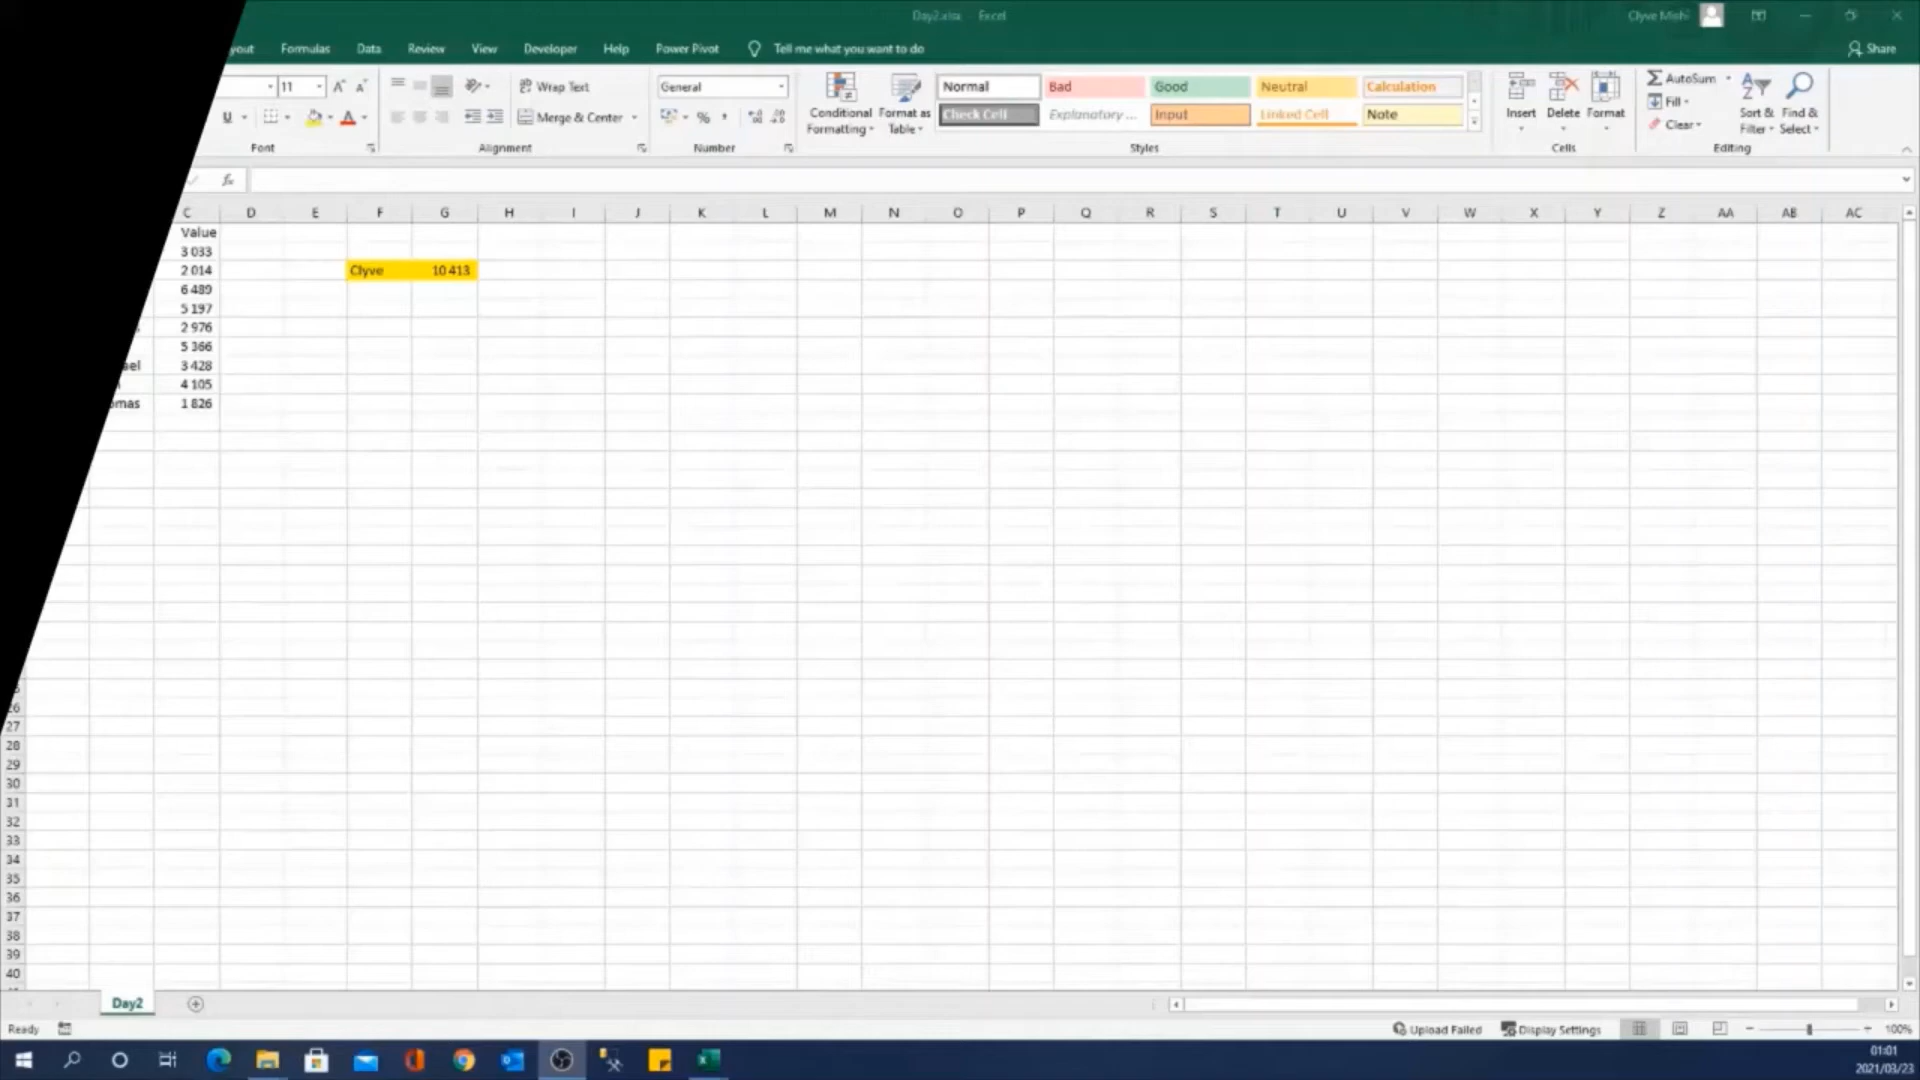 Day2.xlsx - Excel
Clyve Mishi
yout Formulas Data Review View Developer Help Power Pivot Tell me what you want to do Share
11 A A Wrap Text General Conditional Formatting Format as Table Normal Bad Good Neutral Calculation Insert Delete Format AutoSum Sort & Filter Find & Select
U A Merge & Center % Check Cell Explanatory ... Input Linked Cell Note Fill
Clear
Font Alignment Number Styles Cells Editing
fx
C D E F G H I J K L M N O P Q R S T U V W X Y Z AA AB AC
Value
3 033
2 014 Clyve 10 413
6 489
5 197
2 976
5 366
ael 3 428
4 105
omas 1 826
26
27
28
29
30
31
32
33
34
35
36
37
38
39
40
Day2
Ready Upload Failed Display Settings 100%
01:01
2021/03/23